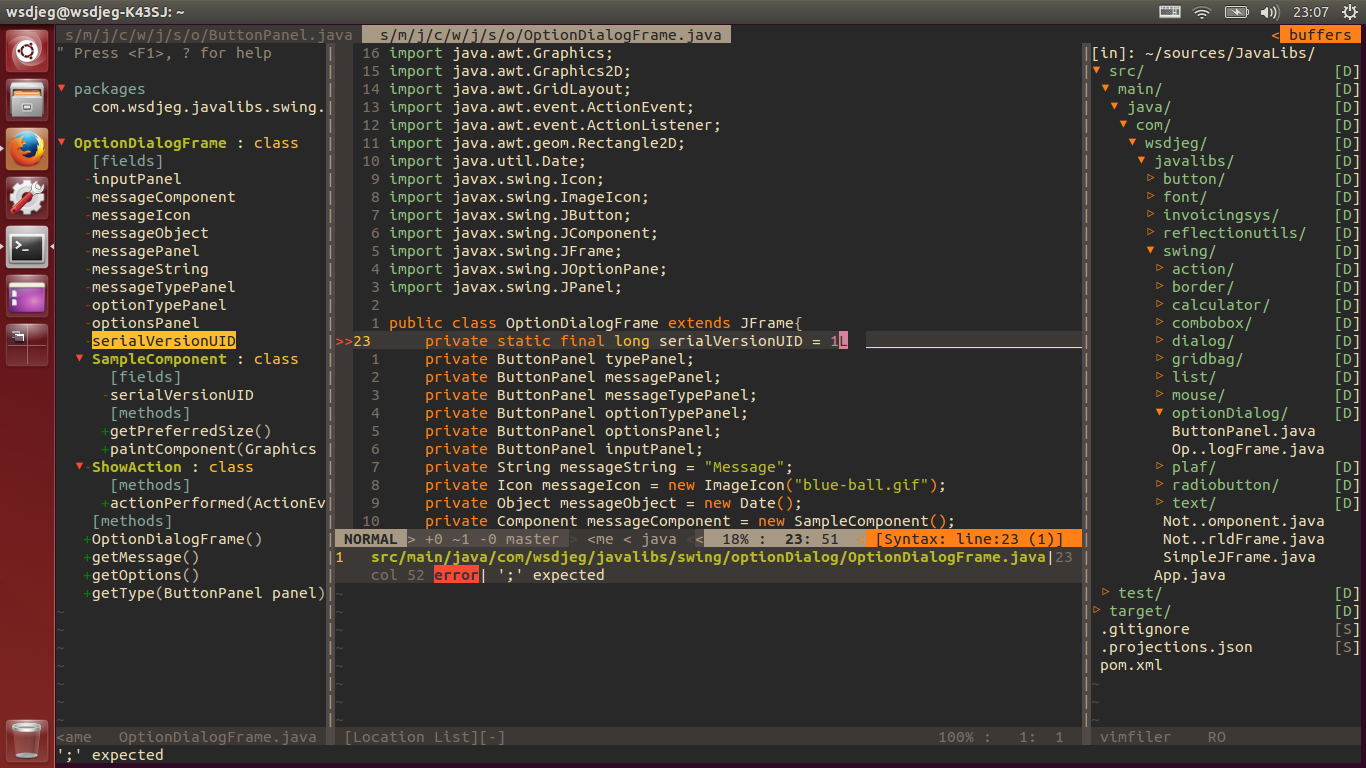 wsdjeg@wsdjeg-K43SJ: ~
23:07
s/m/j/c/w/j/s/o/ButtonPanel.java
s/m/j/c/w/j/s/o/OptionDialogFrame.java
< buffers
" Press <F1>, ? for help
▼ packages
com.wsdjeg.javalibs.swing.
▼ OptionDialogFrame : class
[fields]
-inputPanel
-messageComponent
-messageIcon
-messageObject
-messagePanel
-messageString
-messageTypePanel
-optionTypePanel
-optionsPanel
-serialVersionUID
▼ SampleComponent : class
[fields]
-serialVersionUID
[methods]
+getPreferredSize()
+paintComponent(Graphics
▼-ShowAction : class
[methods]
+actionPerformed(ActionEv
[methods]
+OptionDialogFrame()
+getMessage()
+getOptions()
+getType(ButtonPanel panel)
~
~
~
~
~
~
~
<ame   OptionDialogFrame.java
16 import java.awt.Graphics;
15 import java.awt.Graphics2D;
14 import java.awt.GridLayout;
13 import java.awt.event.ActionEvent;
12 import java.awt.event.ActionListener;
11 import java.awt.geom.Rectangle2D;
10 import java.util.Date;
9 import javax.swing.Icon;
8 import javax.swing.ImageIcon;
7 import javax.swing.JButton;
6 import javax.swing.JComponent;
5 import javax.swing.JFrame;
4 import javax.swing.JOptionPane;
3 import javax.swing.JPanel;
2
1 public class OptionDialogFrame extends JFrame{
>>23     private static final long serialVersionUID = 1L
1     private ButtonPanel typePanel;
2     private ButtonPanel messagePanel;
3     private ButtonPanel messageTypePanel;
4     private ButtonPanel optionTypePanel;
5     private ButtonPanel optionsPanel;
6     private ButtonPanel inputPanel;
7     private String messageString = "Message";
8     private Icon messageIcon = new ImageIcon("blue-ball.gif");
9     private Object messageObject = new Date();
10     private Component messageComponent = new SampleComponent();
NORMAL > +0 ~1 -0 master > <me < java << 18% : 23: 51 < [Syntax: line:23 (1)]
1 src/main/java/com/wsdjeg/javalibs/swing/optionDialog/OptionDialogFrame.java|23
col 52 error| ';' expected
~
~
~
~
~
~
~
~
[Location List][-] 100% : 1: 1
[in]: ~/sources/JavaLibs/
▼ src/ [D]
▼ main/ [D]
▼ java/ [D]
▼ com/ [D]
▼ wsdjeg/ [D]
▼ javalibs/ [D]
▷ button/ [D]
▷ font/ [D]
▷ invoicingsys/ [D]
▷ reflectionutils/ [D]
▼ swing/ [D]
▷ action/ [D]
▷ border/ [D]
▷ calculator/ [D]
▷ combobox/ [D]
▷ dialog/ [D]
▷ gridbag/ [D]
▷ list/ [D]
▷ mouse/ [D]
▼ optionDialog/ [D]
ButtonPanel.java
Op..logFrame.java
▷ plaf/ [D]
▷ radiobutton/ [D]
▷ text/ [D]
Not..omponent.java
Not..rldFrame.java
SimpleJFrame.java
App.java
▷ test/ [D]
▷ target/ [D]
.gitignore [S]
.projections.json [S]
pom.xml
~
~
~
vimfiler    RO
';' expected